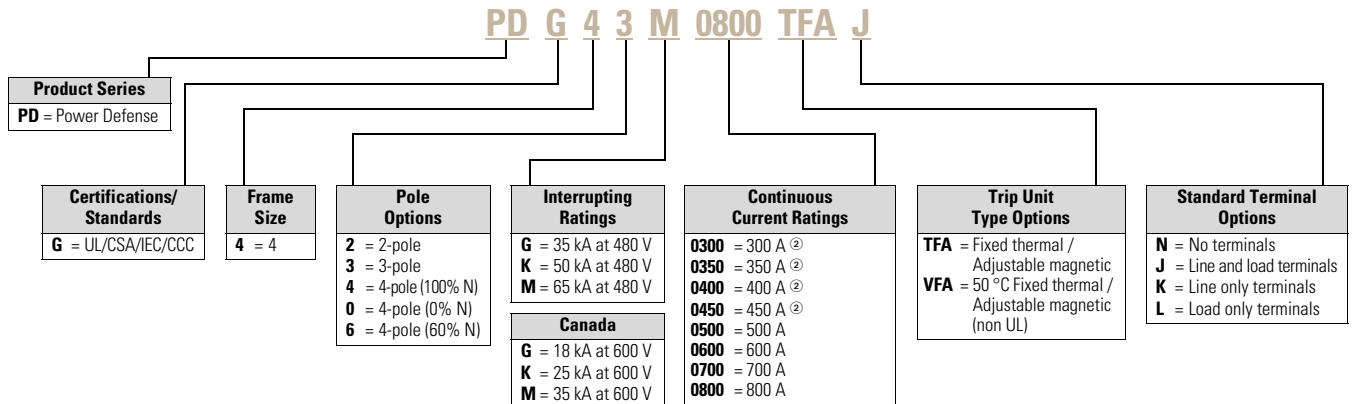 PD G 4 3 M 0800 TFA J
Product Series
PD = Power Defense
Certifications/
Standards
G = UL/CSA/IEC/CCC
Frame
Size
4 = 4
Pole
Options
2 = 2-pole
3 = 3-pole
4 = 4-pole (100% N)
0 = 4-pole (0% N)
6 = 4-pole (60% N)
Interrupting
Ratings
G = 35 kA at 480 V
K = 50 kA at 480 V
M = 65 kA at 480 V
Canada
G = 18 kA at 600 V
K = 25 kA at 600 V
M = 35 kA at 600 V
Continuous
Current Ratings
0300 = 300 A ②
0350 = 350 A ②
0400 = 400 A ②
0450 = 450 A ②
0500 = 500 A
0600 = 600 A
0700 = 700 A
0800 = 800 A
Trip Unit
Type Options
TFA = Fixed thermal /
Adjustable magnetic
VFA = 50 °C Fixed thermal /
Adjustable magnetic
(non UL)
Standard Terminal
Options
N = No terminals
J = Line and load terminals
K = Line only terminals
L = Load only terminals